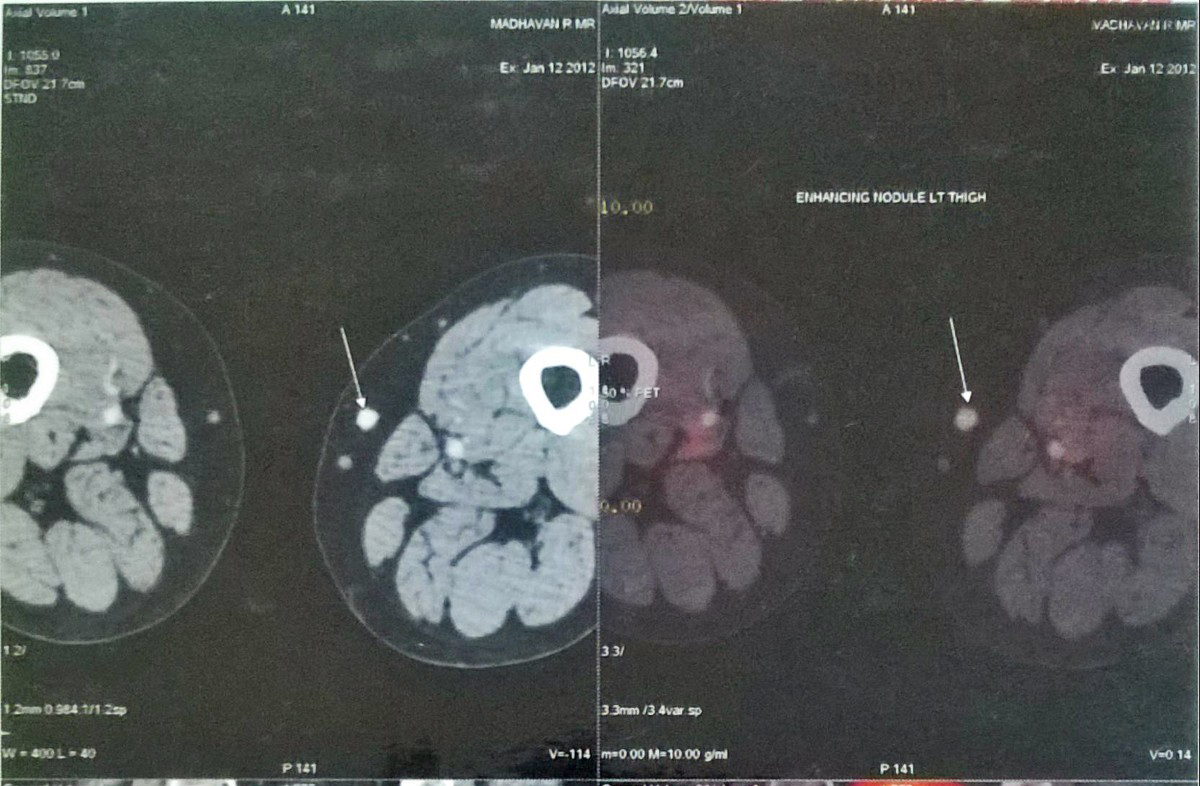 Axial Volume 1
A 141
MADHAVAN R MR
I: 1055.0
Im: 837
DFOV 21.7cm
STND
Ex: Jan 12 2012
1.2/
1.2mm 0.984:1/1.2sp
W = 400 L = 40
V=-114
P 141
Axial Volume 2/Volume 1
A 141
MADHAVAN R MR
I: 1056.4
Im: 321
DFOV 21.7cm
Ex: Jan 12 2012
ENHANCING NODULE LT THIGH
10.00
R
50 % PET
0.00
3.3/
3.3mm /3.4var.sp
m=0.00 M=10.00 g/ml
V=0.14
P 141